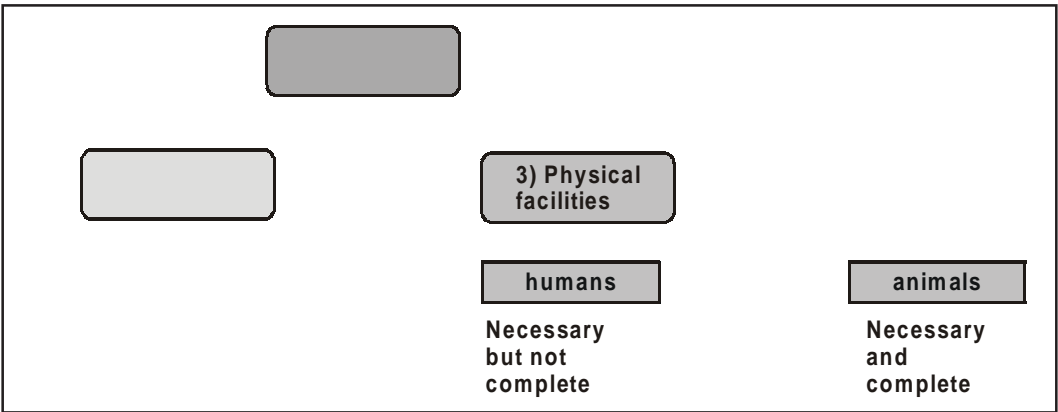 3) Physical
facilities
humans
animals
Necessary
but not
complete
Necessary
and
complete